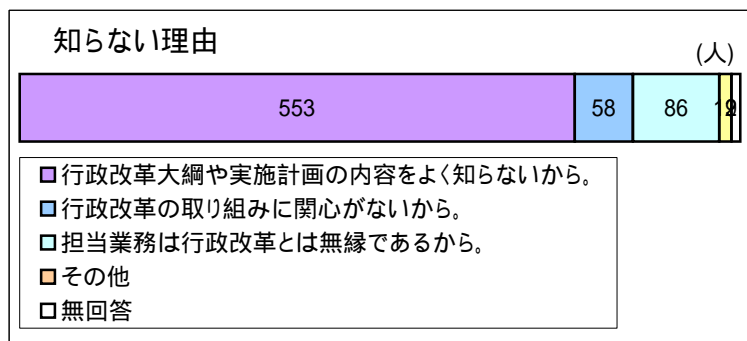 知らない理由
(人)
553 58 86
行政改革大綱や実施計画の内容をよく知らないから。
行政改革の取り組みに関心がないから。
担当業務は行政改革とは無縁であるから。
その他
無回答